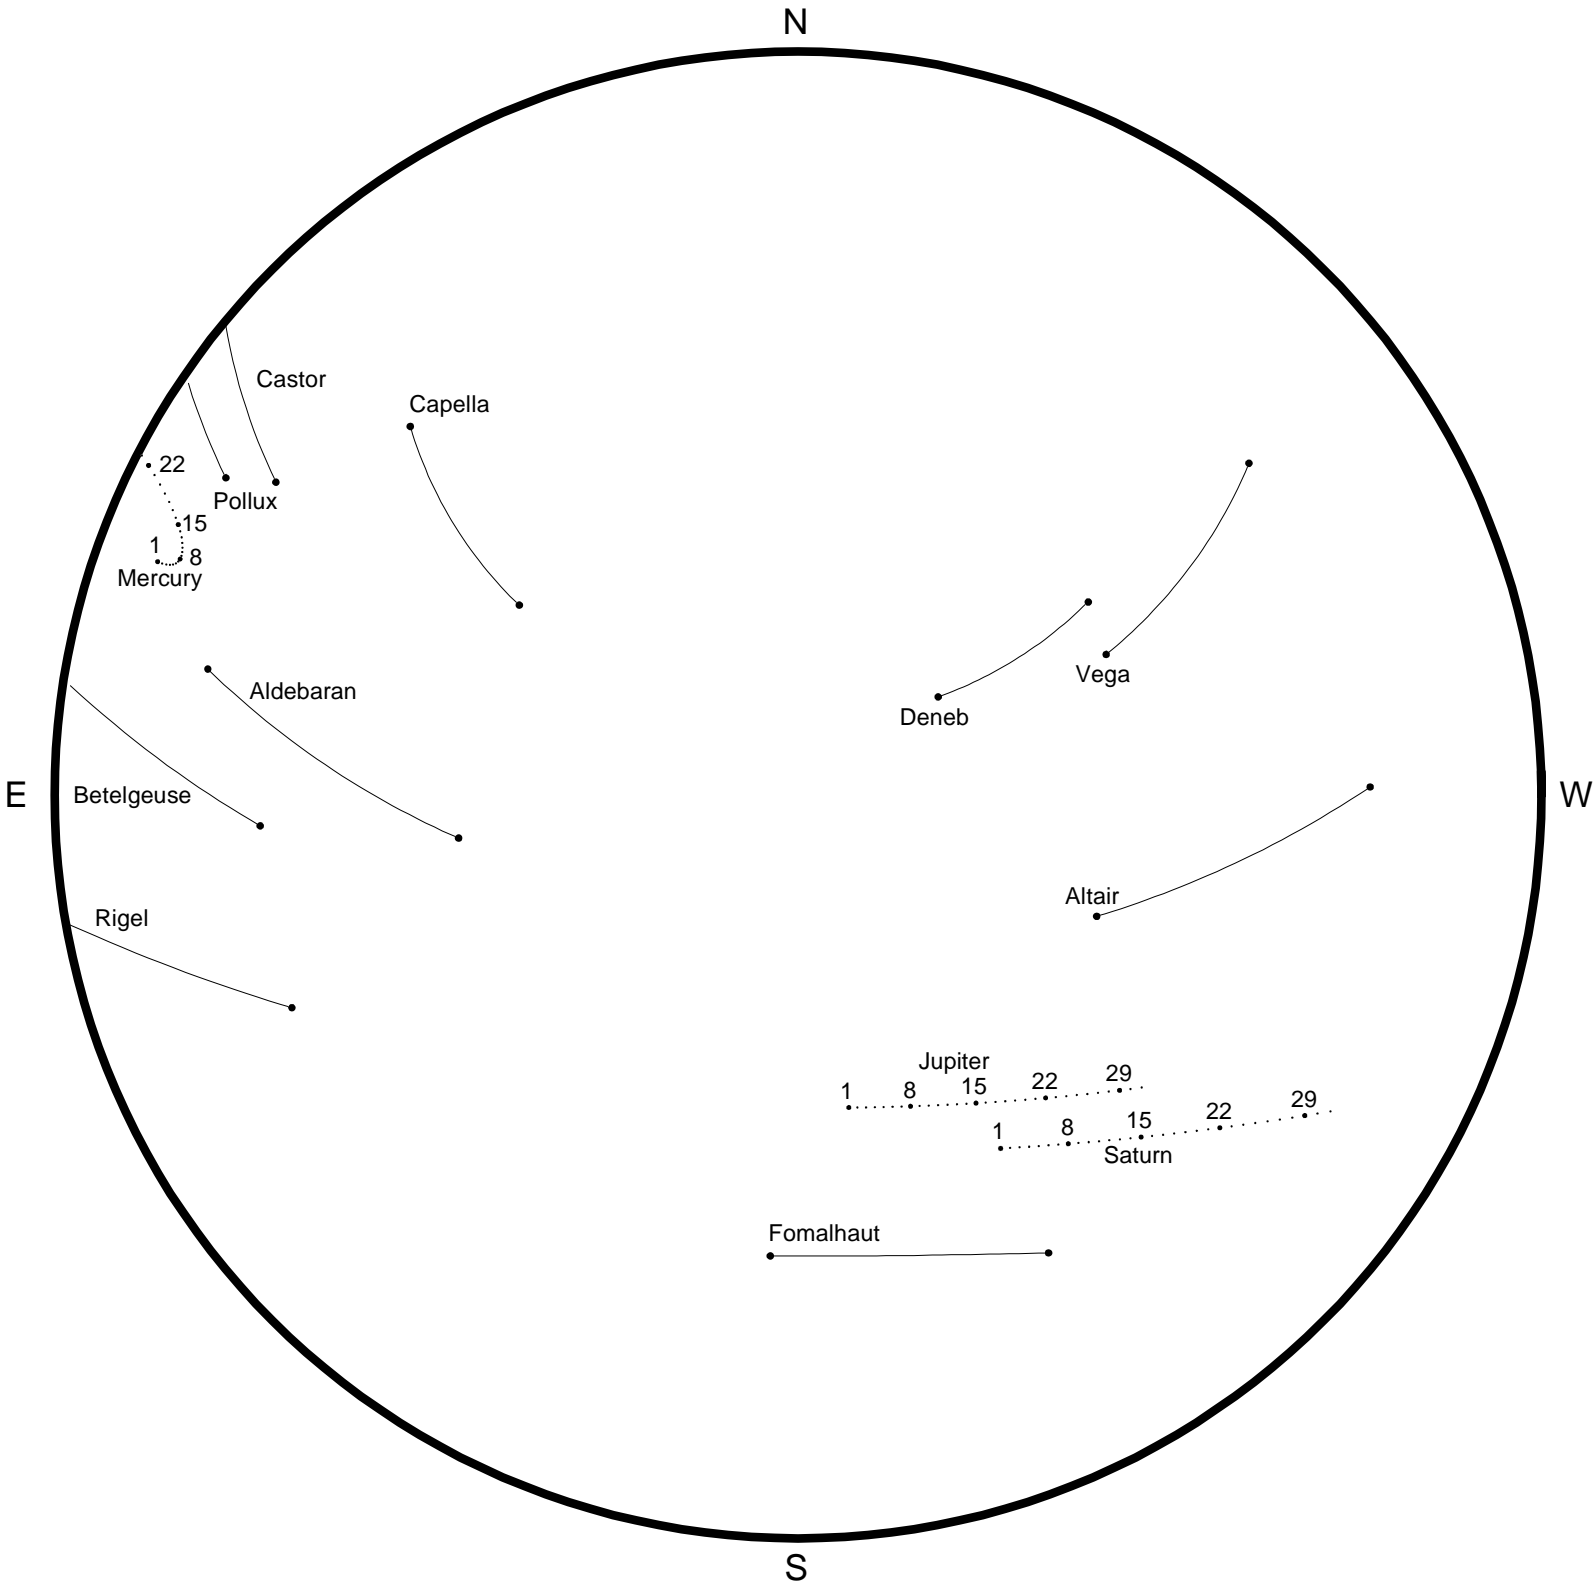 N
Castor
Capella
22
Pollux
15
1
8
Mercury
Aldebaran
Vega
Deneb
E
Betelgeuse
W
Altair
Rigel
Jupiter
1
8
15
22
29
1
8
15
22
29
Saturn
Fomalhaut
S